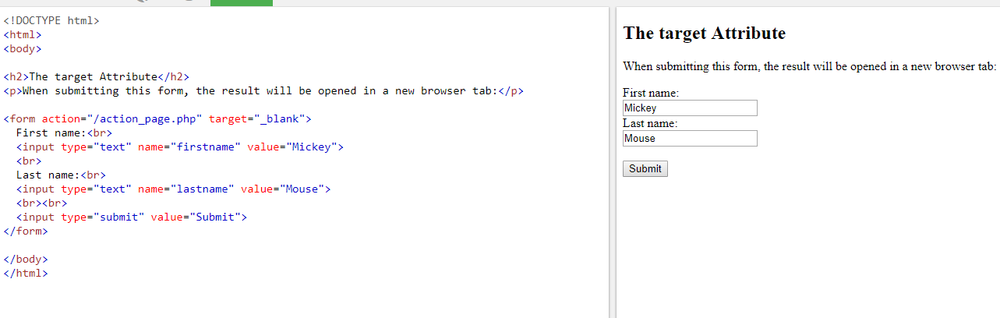 <!DOCTYPE html>
<html>
<body>
<h2>The target Attribute</h2>
<p>When submitting this form, the result will be opened in a new browser tab:</p>
<form action="/action_page.php" target="_blank">
First name:<br>
<input type="text" name="firstname" value="Mickey">
<br>
Last name:<br>
<input type="text" name="lastname" value="Mouse">
<br><br>
<input type="submit" value="Submit">
</form>
</body>
</html>
The target Attribute
When submitting this form, the result will be opened in a new browser tab:
First name:
Mickey
Last name:
Mouse
Submit